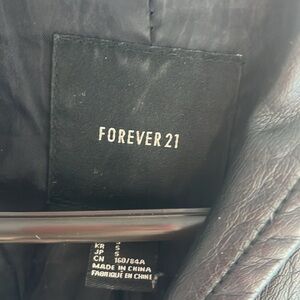 FOREVER 21
KR S
JP S
CN 160/84A
MADE IN CHINA
FABRIQUÉ EN CHINE